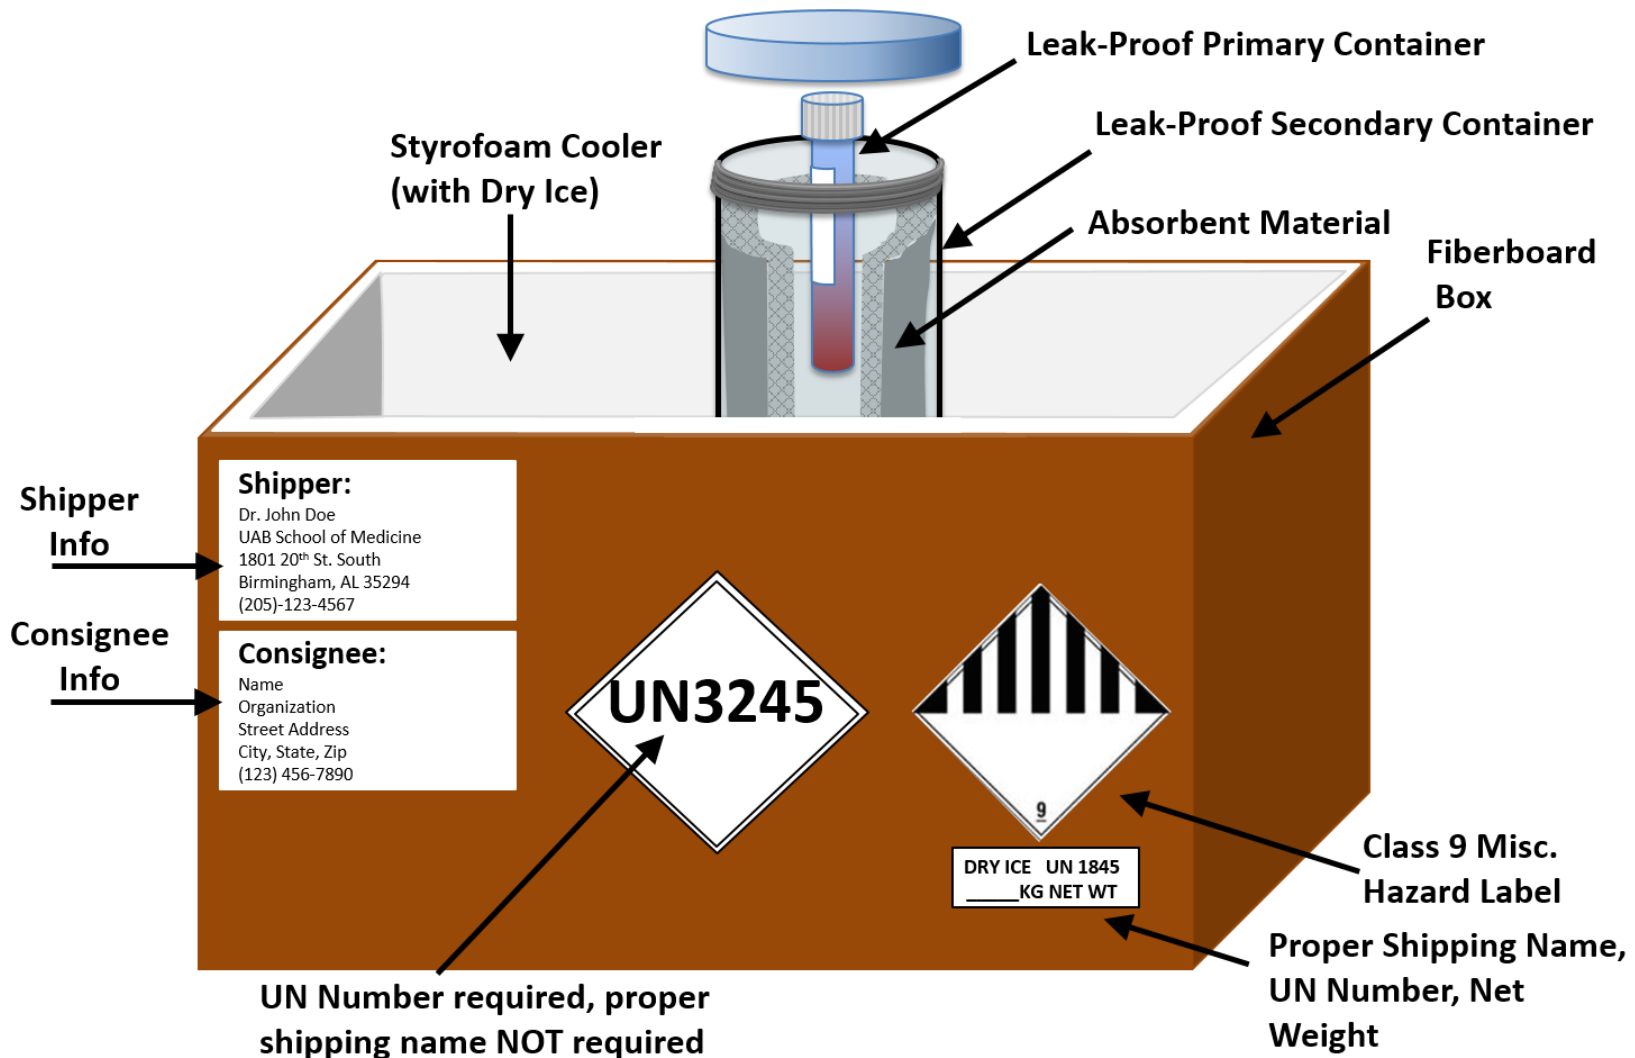 Leak-Proof Primary Container
Leak-Proof Secondary Container
Styrofoam Cooler
(with Dry Ice)
Absorbent Material
Fiberboard
Box
Shipper
Info
Shipper:
Dr. John Doe
UAB School of Medicine
1801 20th St. South
Birmingham, AL 35294
(205)-123-4567
Consignee
Info
Consignee:
Name
Organization
Street Address
City, State, Zip
(123) 456-7890
UN3245
9
DRY ICE UN 1845
_____KG NET WT
Class 9 Misc.
Hazard Label
Proper Shipping Name,
UN Number, Net
Weight
UN Number required, proper
shipping name NOT required